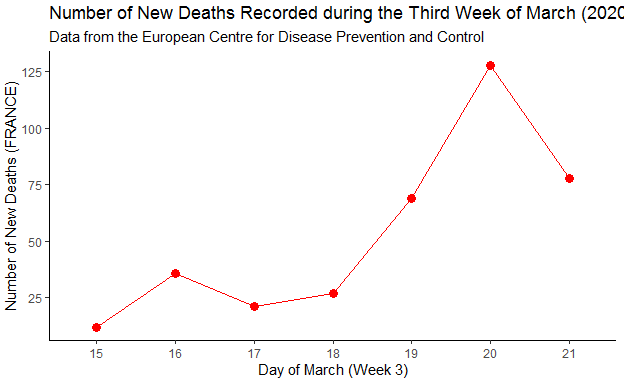 Number of New Deaths Recorded during the Third Week of March (2020
Data from the European Centre for Disease Prevention and Control
Number of New Deaths (FRANCE)
125
100
75
50
25
15 16 17 18 19 20 21
Day of March (Week 3)